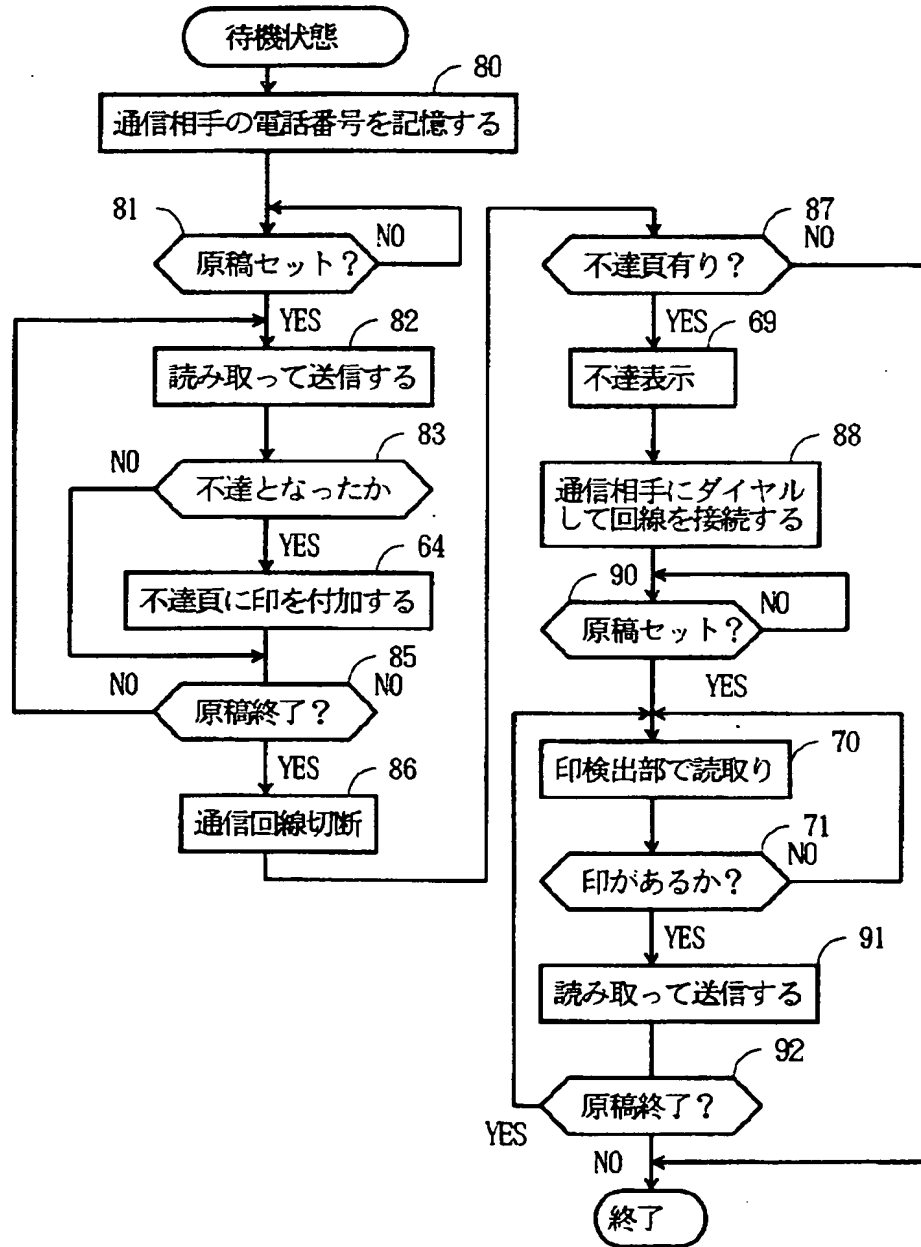 待機状態
80
通信相手の電話番号を記憶する
81
原稿セット？
NO
YES
82
読み取って送信する
83
NO
不達となったか
YES
64
不達頁に印を付加する
85
NO
原稿終了？
NO
YES
86
通信回線切断
87
不達頁有り？
NO
YES
69
不達表示
88
通信相手にダイヤル
して回線を接続する
90
原稿セット？
NO
YES
70
印検出部で読取り
71
印があるか？
NO
YES
91
読み取って送信する
92
原稿終了？
YES
NO
終了